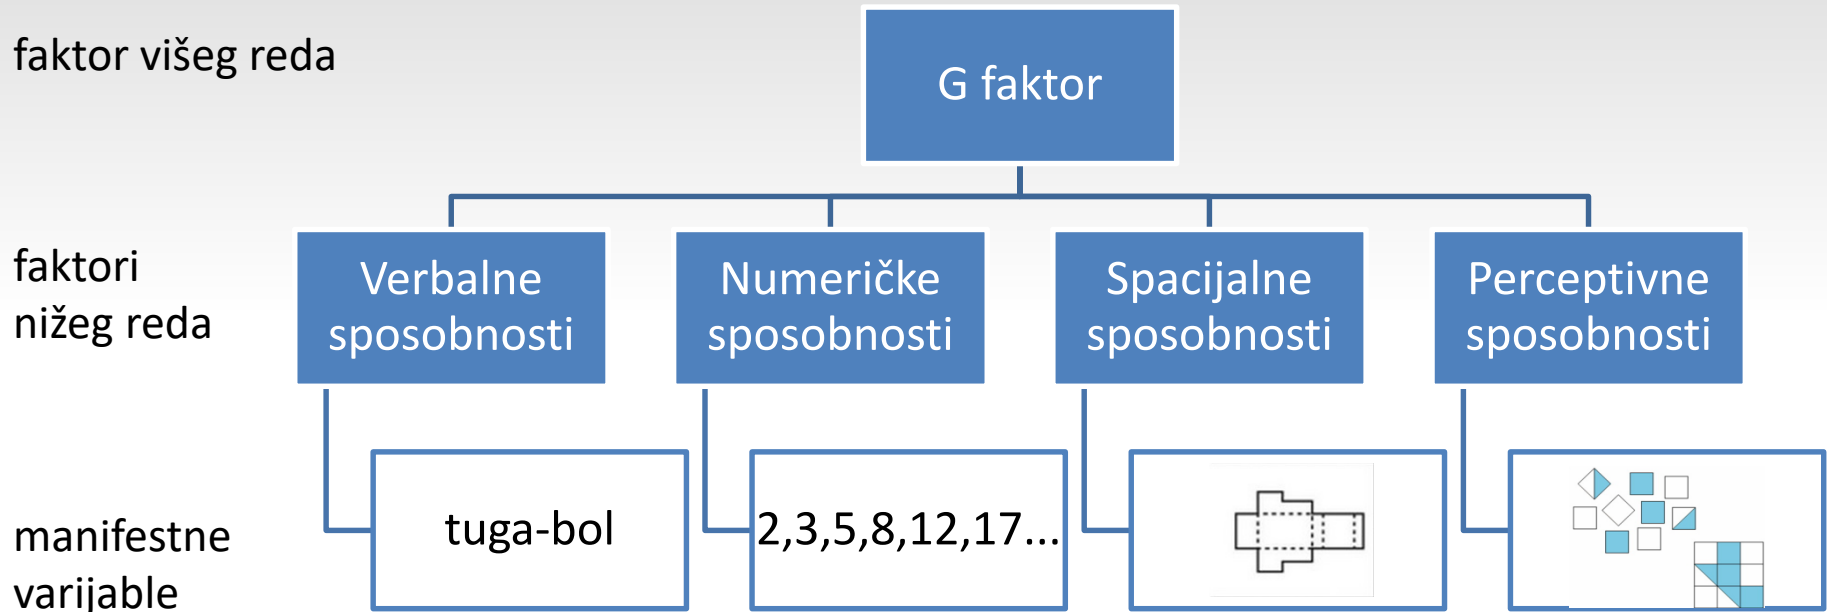 faktor višeg reda
G faktor
faktori
nižeg reda
Verbalne
sposobnosti
Numeričke
sposobnosti
Spacijalne
sposobnosti
Perceptivne
sposobnosti
manifestne
varijable
tuga-bol
2,3,5,8,12,17...